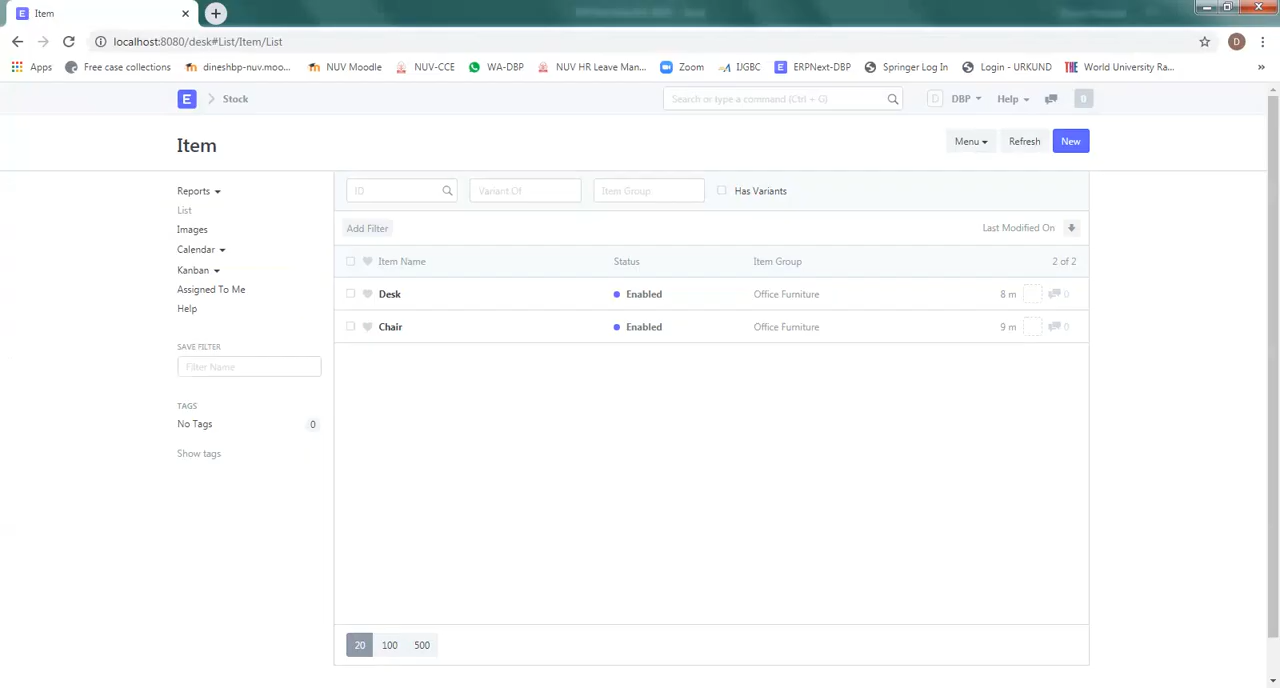 E Item
localhost:8080/desk#List/Item/List D
Apps Free case collections dineshbp-nuv.moo... NUV Moodle NUV-CCE WA-DBP NUV HR Leave Man... Zoom IJGBC ERPNext-DBP Springer Log In Login - URKUND THE World University Ra... »
E Stock Search or type a command (Ctrl + G) D DBP Help 0
Item Menu Refresh New
Reports
List
Images
Calendar
Kanban
Assigned To Me
Help
SAVE FILTER
Filter Name
TAGS
No Tags 0
Show tags
ID Variant Of Item Group Has Variants
Add Filter Last Modified On
Item Name Status Item Group 2 of 2
Desk Enabled Office Furniture 8 m 0
Chair Enabled Office Furniture 9 m 0
20 100 500